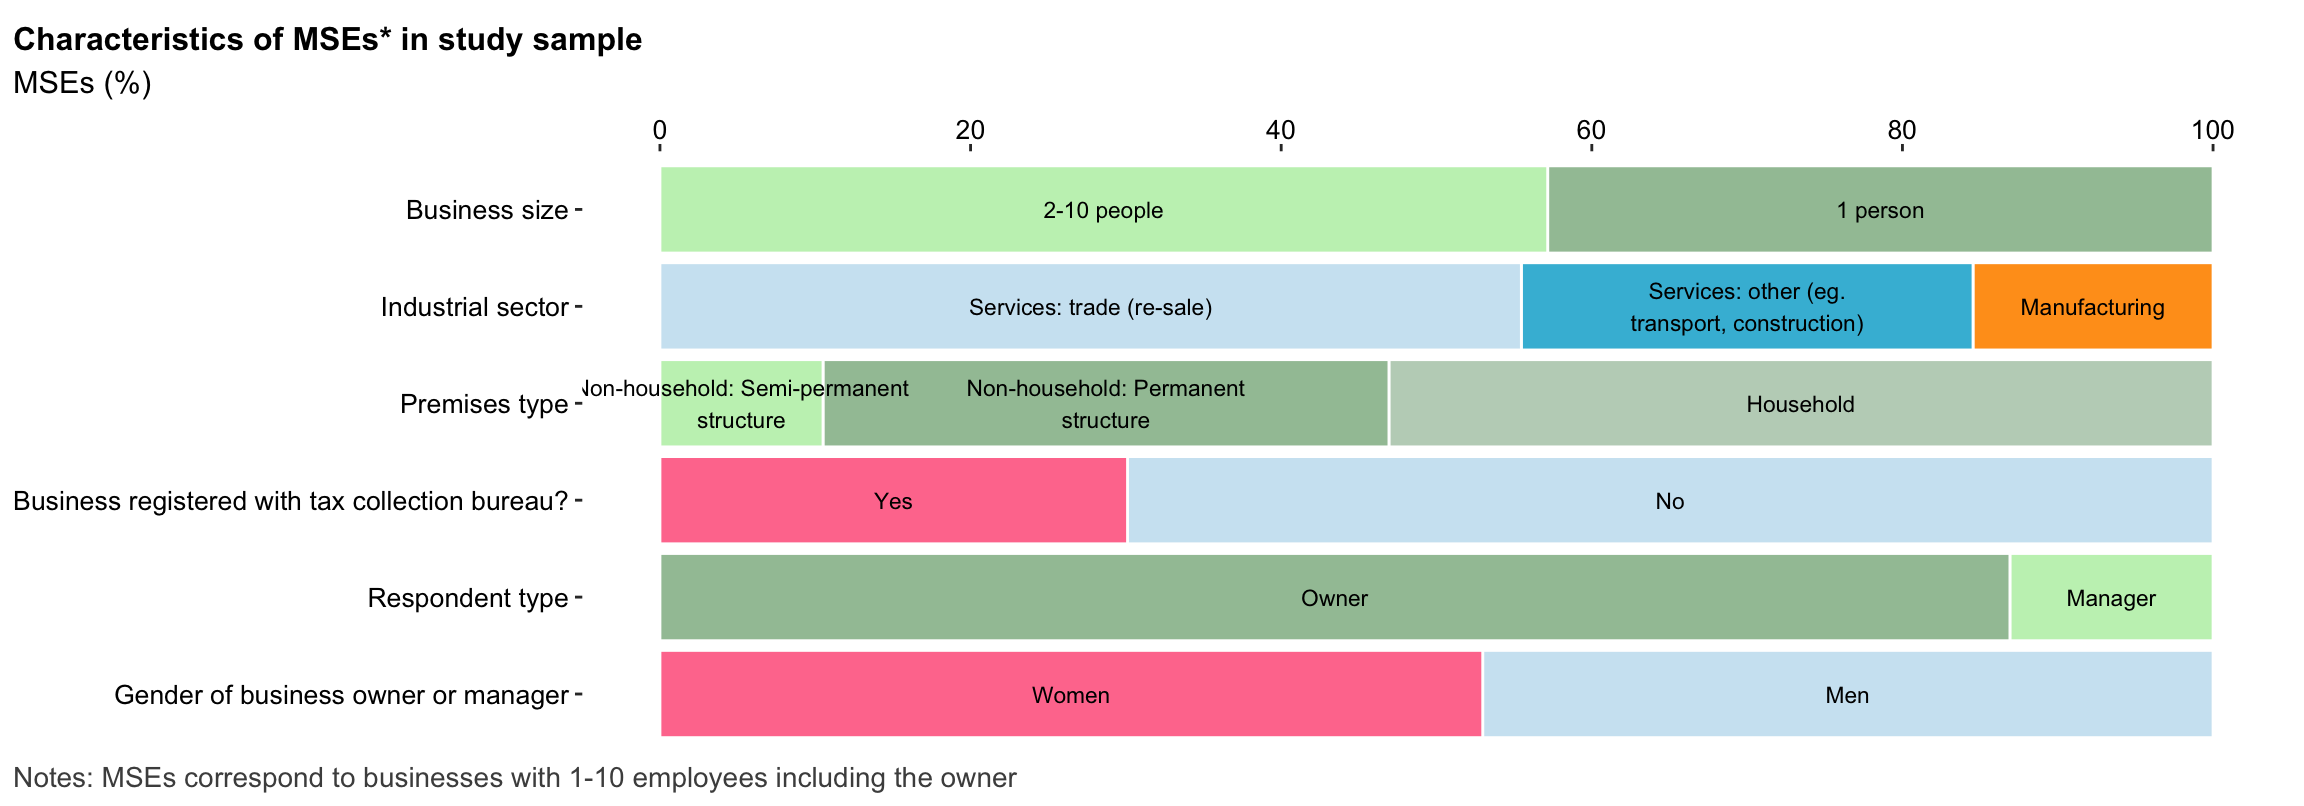 Characteristics of MSEs* in study sample
MSEs (%)
0 20 40 60 80 100
Business size 2-10 people 1 person
Industrial sector Services: trade (re-sale) Services: other (eg.
transport, construction) Manufacturing
Premises type Non-household: Semi-permanent
structure Non-household: Permanent
structure Household
Business registered with tax collection bureau? Yes No
Respondent type Owner Manager
Gender of business owner or manager Women Men
Notes: MSEs correspond to businesses with 1-10 employees including the owner